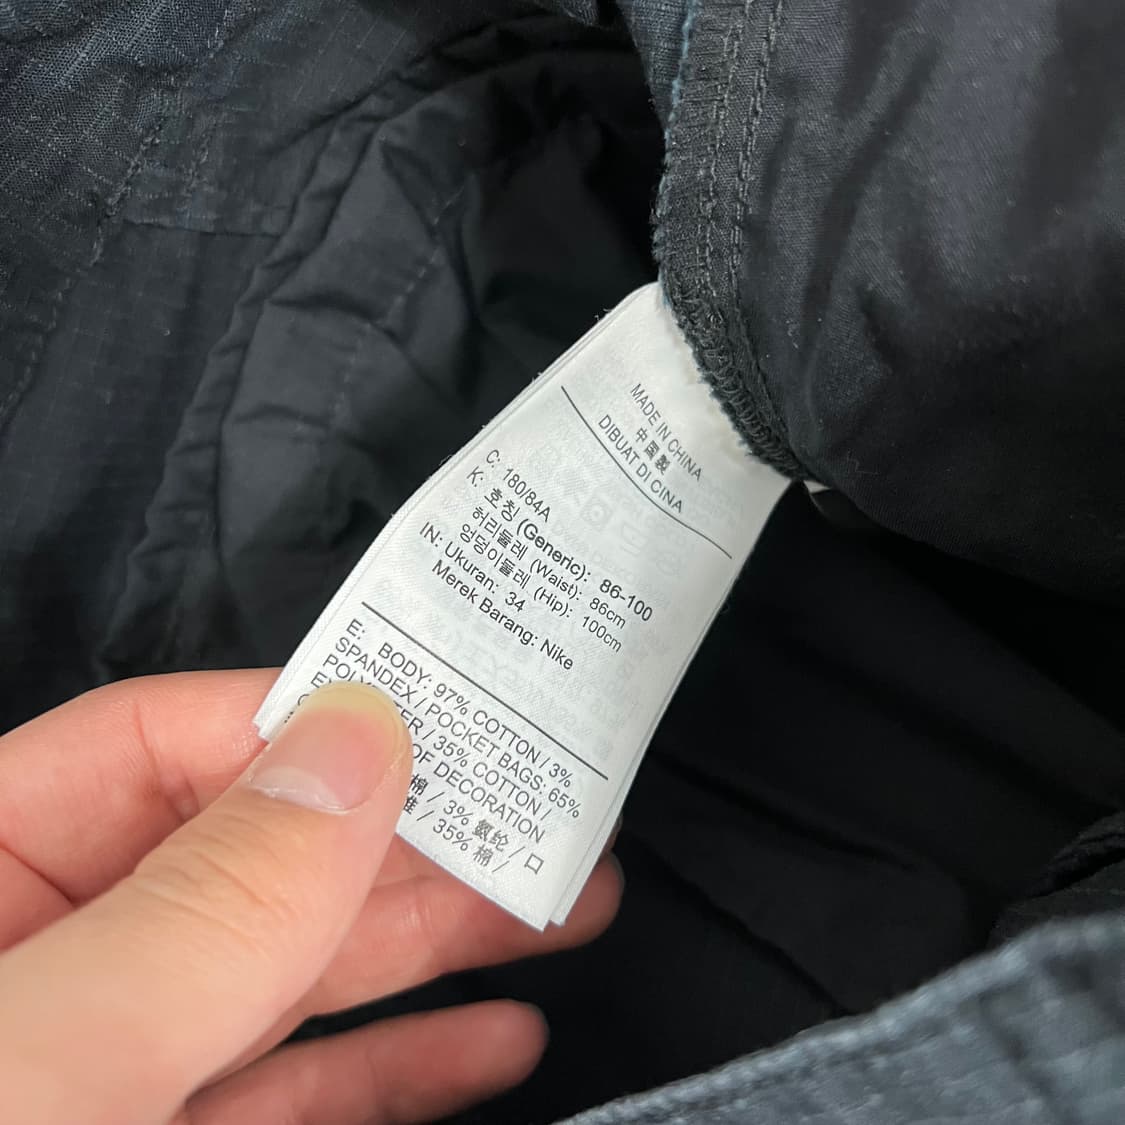 MADE IN CHINA
中國製
DIBUAT DI CINA
C: 180/84A
K: 호칭 (Generic): 86-100
허리둘레 (Waist): 86cm
엉덩이둘레 (Hip): 100cm
IN: Ukuran: 34
Merek Barang: Nike
E: BODY: 97% COTTON / 3%
SPANDEX / POCKET BAGS: 65%
/ 35% COTTON /
OF DECORATION
棉 / 3% 氨纶 / 口
/ 35% 棉 /